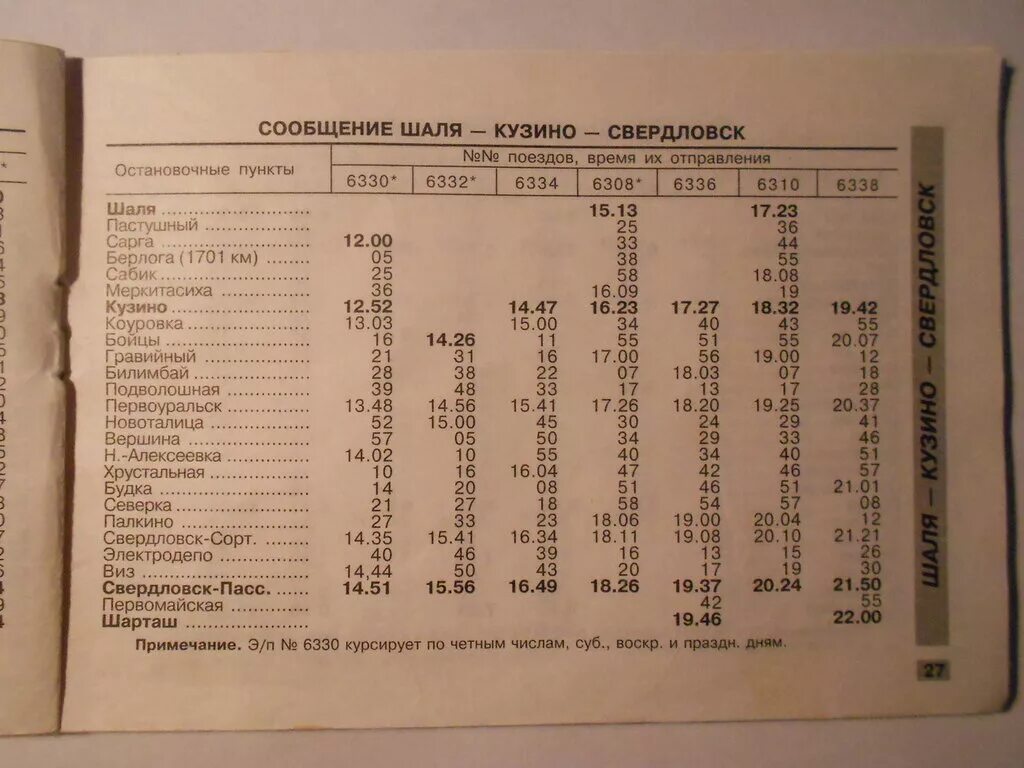 СООБЩЕНИЕ ШАЛЯ — КУЗИНО — СВЕРДЛОВСК
Остановочные пункты №№ поездов, время их отправления
6330* 6332* 6334 6308* 6336 6310 6338
Шаля 15.13 17.23
Пастушный 25 36
Сарга 12.00 33 44
Берлога (1701 км) 05 38 55
Сабик 25 58 18.08
Меркитасиха 36 16.09 19
Кузино 12.52 14.47 16.23 17.27 18.32 19.42
Коуровка 13.03 15.00 34 40 43 55
Бойцы 16 14.26 11 55 51 55 20.07
Гравийный 21 31 16 17.00 56 19.00 12
Билимбай 28 38 22 07 18.03 07 18
Подволошная 39 48 33 17 13 17 28
Первоуральск 13.48 14.56 15.41 17.26 18.20 19.25 20.37
Новоталица 52 15.00 45 30 24 29 41
Вершина 57 05 50 34 29 33 46
Н.-Алексеевка 14.02 10 55 40 34 40 51
Хрустальная 10 16 16.04 47 42 46 57
Будка 14 20 08 51 46 51 21.01
Северка 21 27 18 58 54 57 08
Палкино 27 33 23 18.06 19.00 20.04 12
Свердловск-Сорт. 14.35 15.41 16.34 18.11 19.08 20.10 21.21
Электродепо 40 46 39 16 13 15 26
Виз 14,44 50 43 20 17 19 30
Свердловск-Пасс. 14.51 15.56 16.49 18.26 19.37 20.24 21.50
Первомайская 42 55
Шарташ 19.46 22.00
Примечание. Э/п № 6330 курсирует по четным числам, суб., воскр. и праздн. дням.
ШАЛЯ — КУЗИНО — СВЕРДЛОВСК
27